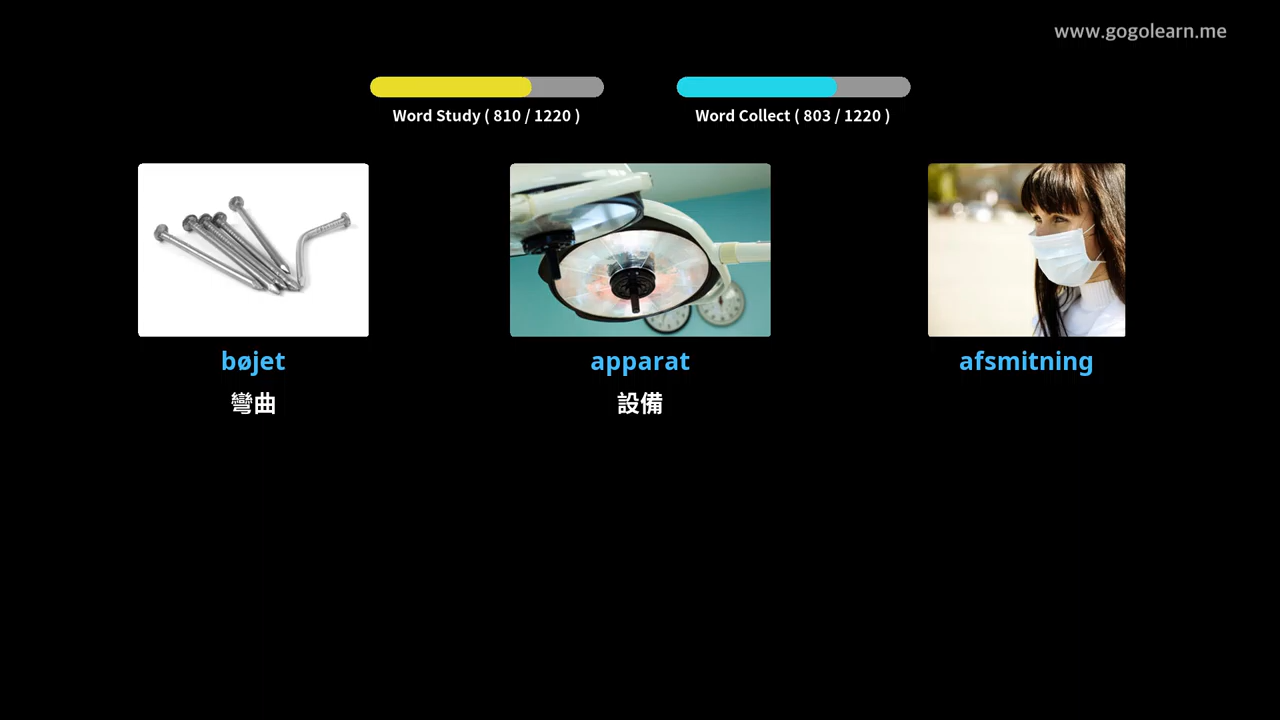 www.gogolearn.me
Word Study ( 810 / 1220 )
Word Collect ( 803 / 1220 )
bøjet
apparat
afsmitning
彎曲
設備